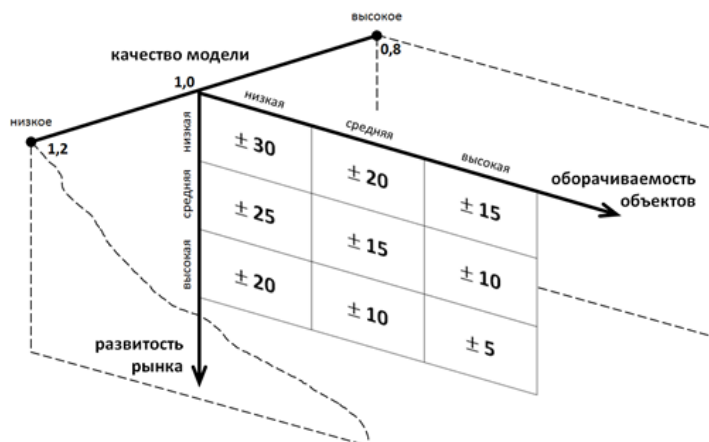 высокое
0,8
качество модели
1,0
низкое
1,2
низкая
средняя
высокая
оборачиваемость
объектов
низкая
средняя
высокая
± 30
± 20
± 15
± 25
± 15
± 10
± 20
± 10
± 5
развитость
рынка